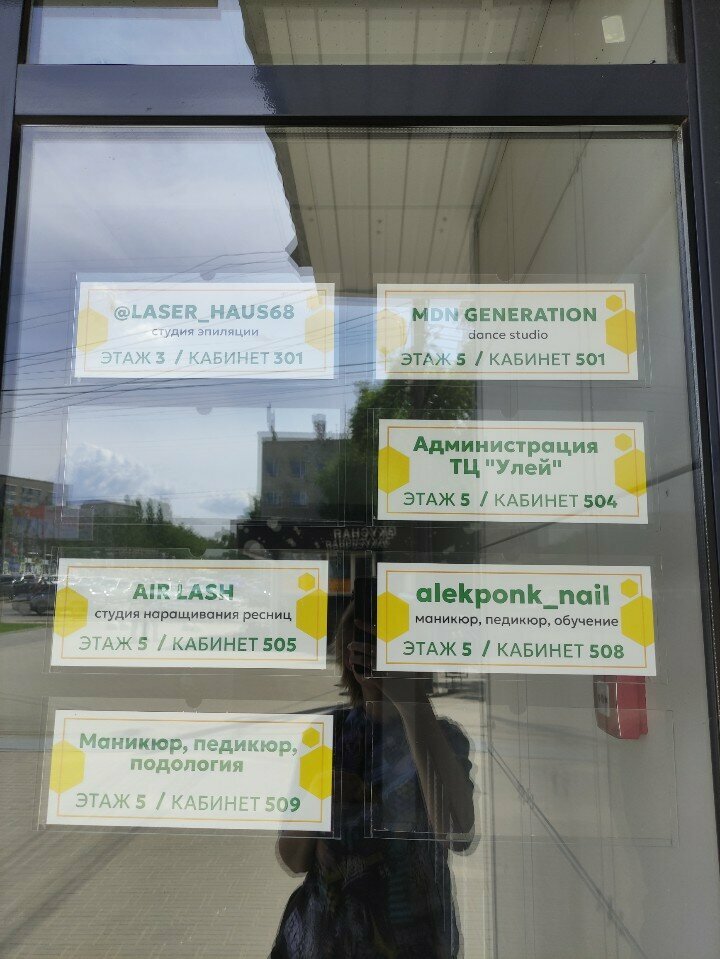 @LASER_HAUS68
студия эпиляции
ЭТАЖ 3 / КАБИНЕТ 301
MDN GENERATION
dance studio
ЭТАЖ 5 / КАБИНЕТ 501
Администрация
ТЦ "Улей"
ЭТАЖ 5 / КАБИНЕТ 504
AIR LASH
студия наращивания ресниц
ЭТАЖ 5 / КАБИНЕТ 505
alekponk_nail
маникюр, педикюр, обучение
ЭТАЖ 5 / КАБИНЕТ 508
Маникюр, педикюр,
подология
ЭТАЖ 5 / КАБИНЕТ 509